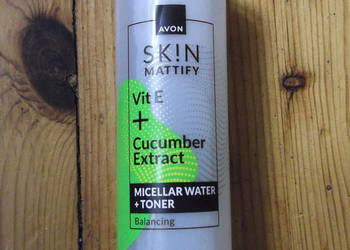 AVON
SK!N
MATTIFY
Vit E
+
Cucumber
Extract
MICELLAR WATER
+TONER
Balancing